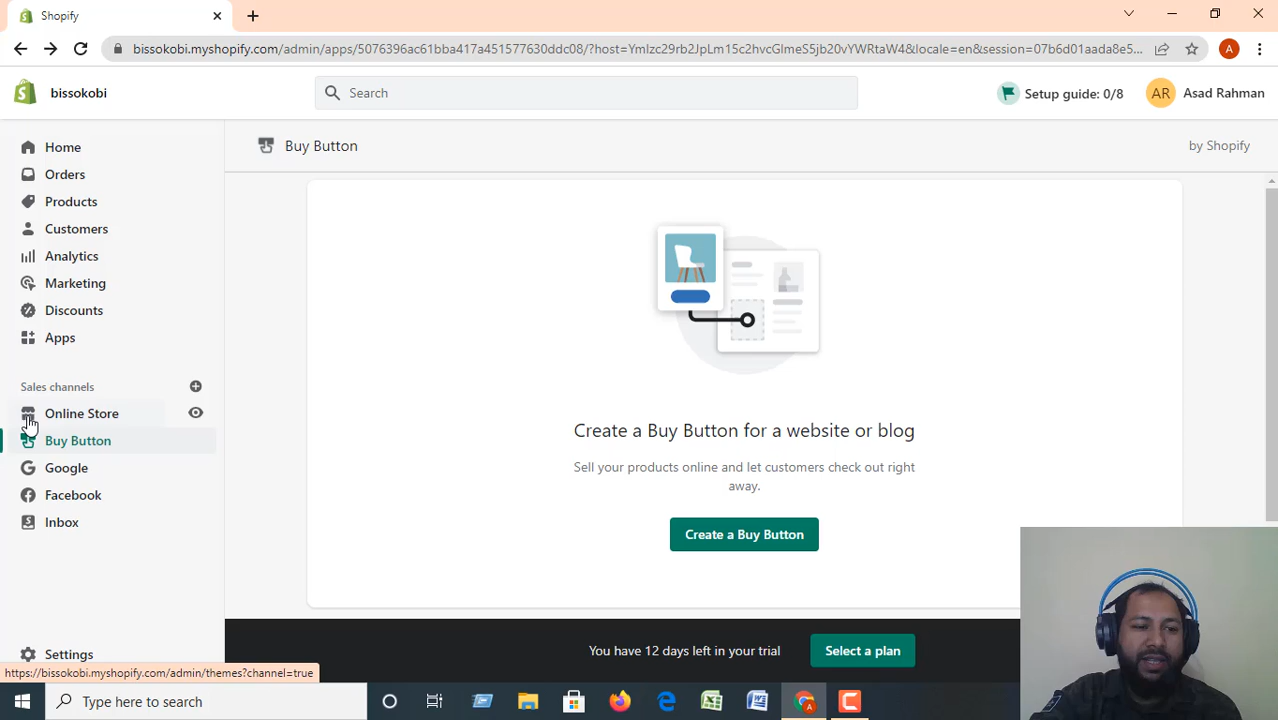 Shopify
bissokobi.myshopify.com/admin/apps/5076396ac61bba417a451577630ddc08/?host=YmIzc29rb2JpLm15c2hvcGlmeS5jb20vYWRtaW4&locale=en&session=07b6d01aada8e5...
A
bissokobi
Search
Setup guide: 0/8
AR
Asad Rahman
Home
Buy Button
by Shopify
Orders
Products
Customers
Analytics
Marketing
Discounts
Apps
Sales channels
Online Store
Buy Button
Google
Facebook
Inbox
Create a Buy Button for a website or blog
Sell your products online and let customers check out right
away.
Create a Buy Button
Settings
You have 12 days left in your trial
Select a plan
https://bissokobi.myshopify.com/admin/themes?channel=true
Type here to search